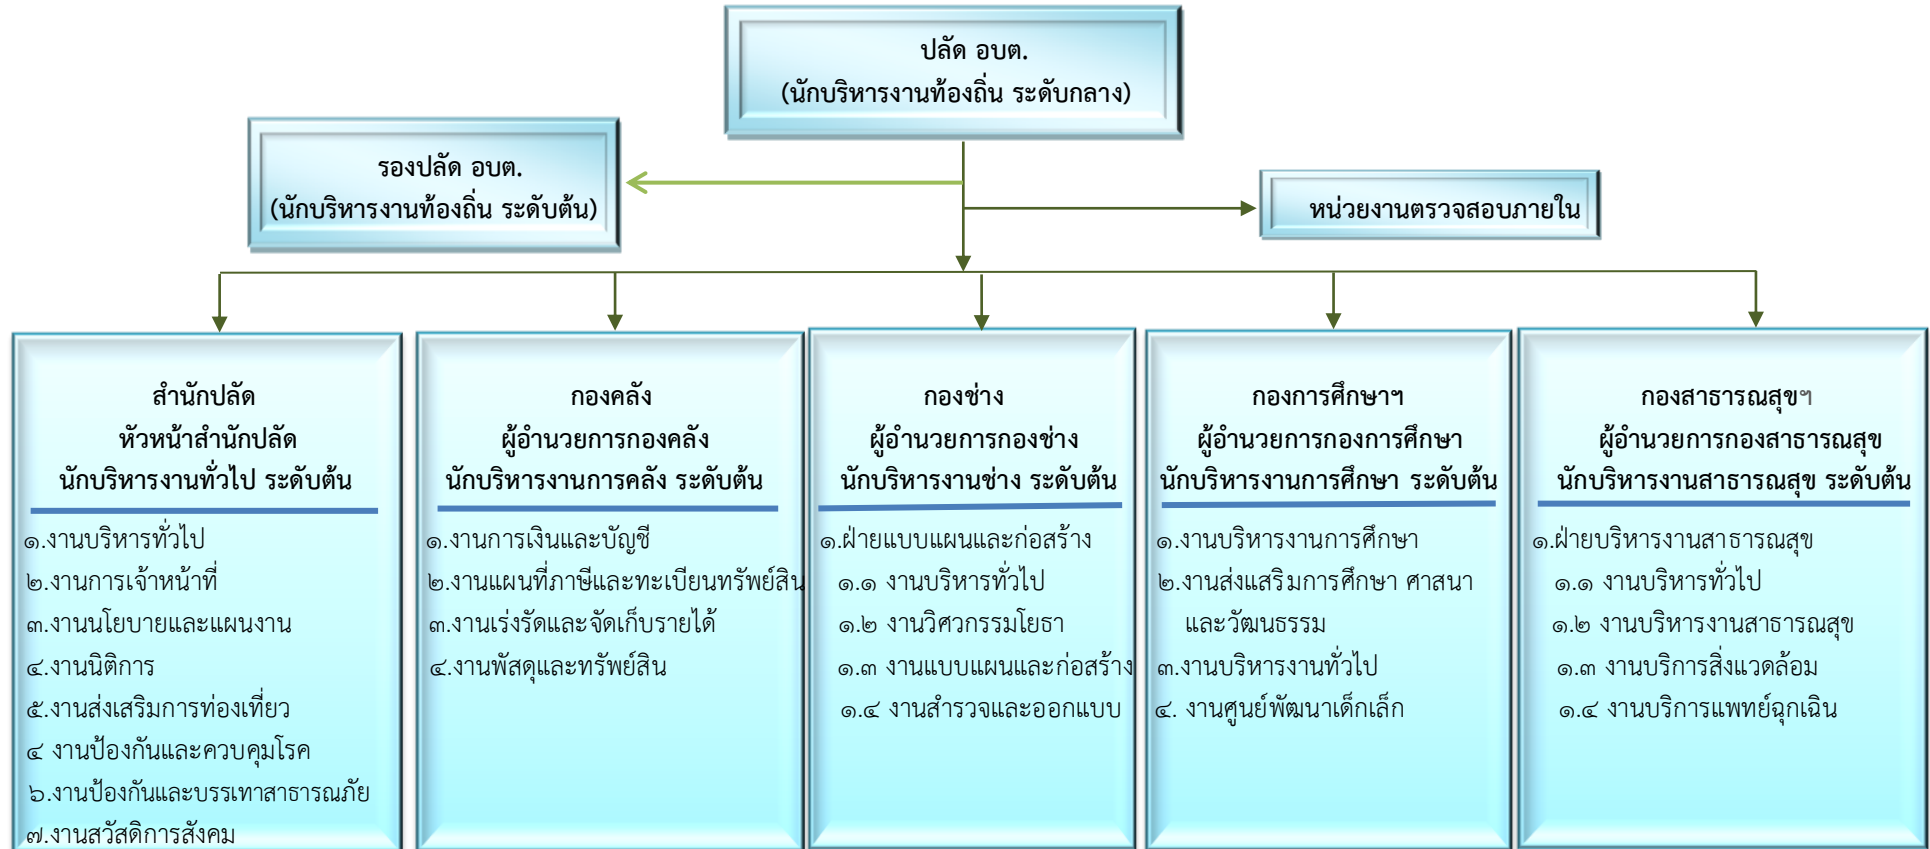 ปลัด อบต.
(นักบริหารงานท้องถิ่น ระดับกลาง)
รองปลัด อบต.
(นักบริหารงานท้องถิ่น ระดับต้น)
หน่วยงานตรวจสอบภายใน
สำนักปลัด
หัวหน้าสำนักปลัด
นักบริหารงานทั่วไป ระดับต้น
๑.งานบริหารทั่วไป
๒.งานการเจ้าหน้าที่
๓.งานนโยบายและแผนงาน
๔.งานนิติการ
๕.งานส่งเสริมการท่องเที่ยว
๔ งานป้องกันและควบคุมโรค
๖.งานป้องกันและบรรเทาสาธารณภัย
๗.งานสวัสดิการสังคม
กองคลัง
ผู้อำนวยการกองคลัง
นักบริหารงานการคลัง ระดับต้น
๑.งานการเงินและบัญชี
๒.งานแผนที่ภาษีและทะเบียนทรัพย์สิน
๓.งานเร่งรัดและจัดเก็บรายได้
๔.งานพัสดุและทรัพย์สิน
กองช่าง
ผู้อำนวยการกองช่าง
นักบริหารงานช่าง ระดับต้น
๑.ฝ่ายแบบแผนและก่อสร้าง
๑.๑ งานบริหารทั่วไป
๑.๒ งานวิศวกรรมโยธา
๑.๓ งานแบบแผนและก่อสร้าง
๑.๔ งานสำรวจและออกแบบ
กองการศึกษาฯ
ผู้อำนวยการกองการศึกษา
นักบริหารงานการศึกษา ระดับต้น
๑.งานบริหารงานการศึกษา
๒.งานส่งแสริมการศึกษา ศาสนา
และวัฒนธรรม
๓.งานบริหารงานทั่วไป
๔. งานศูนย์พัฒนาเด็กเล็ก
กองสาธารณสุขฯ
ผู้อำนวยการกองสาธารณสุข
นักบริหารงานสาธารณสุข ระดับต้น
๑.ฝ่ายบริหารงานสาธารณสุข
๑.๑ งานบริหารทั่วไป
๑.๒ งานบริหารงานสาธารณสุข
๑.๓ งานบริการสิ่งแวดล้อม
๑.๔ งานบริการแพทย์ฉุกเฉิน